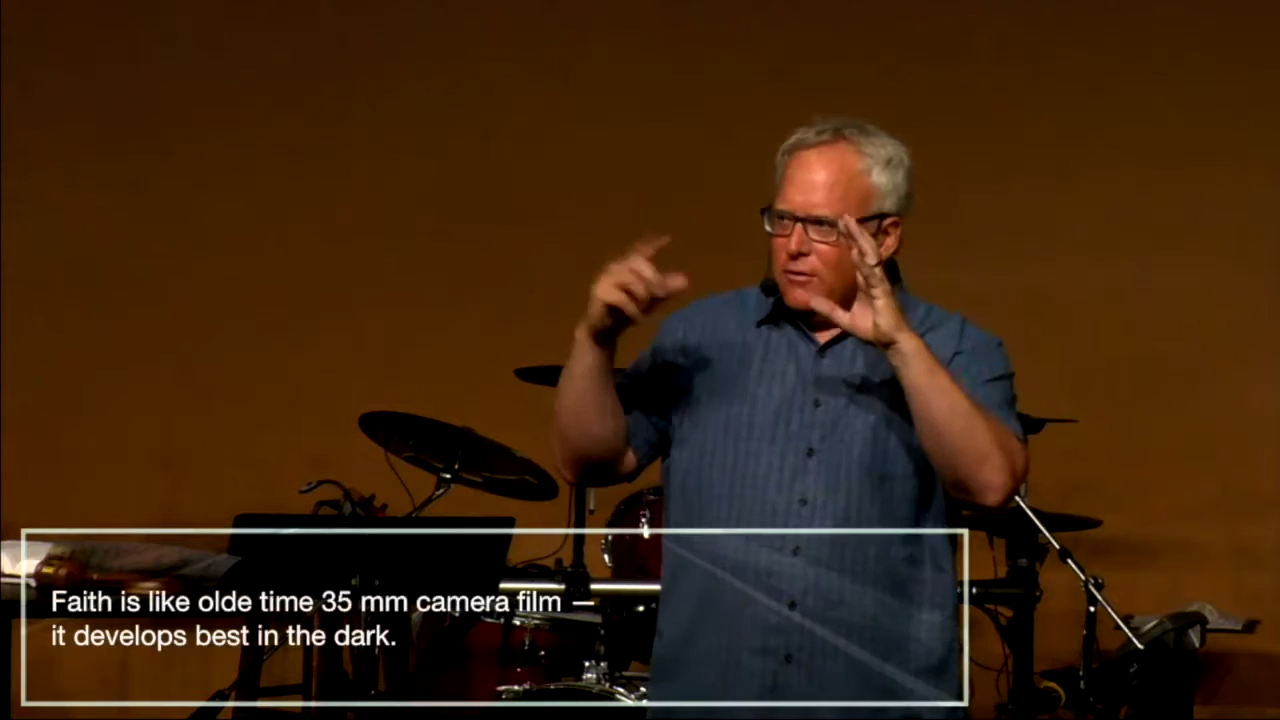 Faith is like olde time 35 mm camera film —
it develops best in the dark.